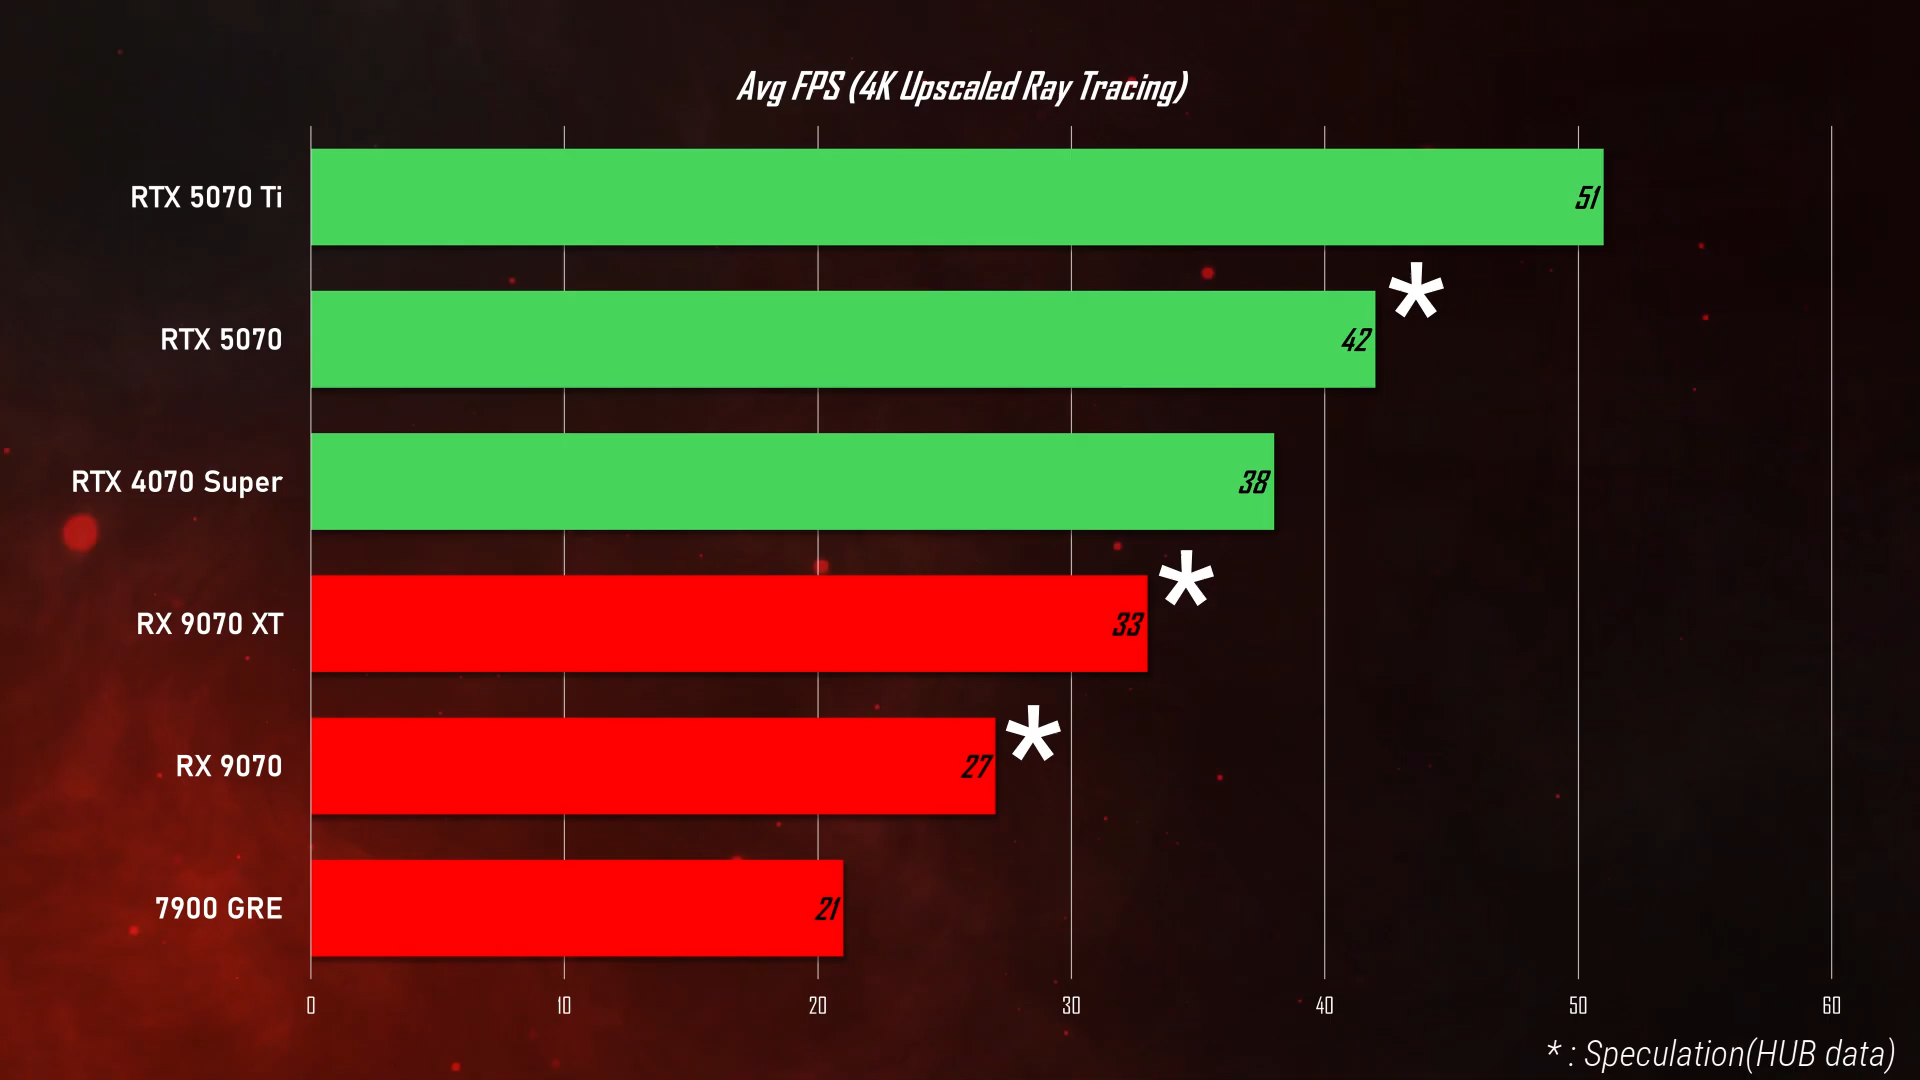 Avg FPS (4K Upscaled Ray Tracing)
RTX 5070 Ti 51
RTX 5070 42 *
RTX 4070 Super 38
RX 9070 XT 33 *
RX 9070 27 *
7900 GRE 21
0 10 20 30 40 50 60
* : Speculation(HUB data)